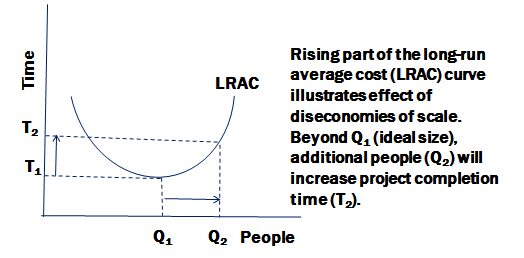 Time
T₂
T₁
LRAC
Q₁
Q₂ People
Rising part of the long-run
average cost (LRAC) curve
illustrates effect of
diseconomies of scale.
Beyond Q₁ (ideal size),
additional people (Q₂) will
increase project completion
time (T₂).